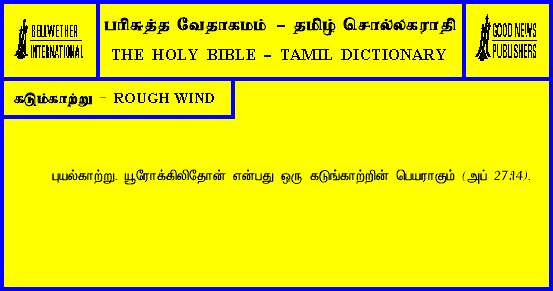 BELLWETHER
INTERNATIONAL
பரிசுத்த வேதாகமம் - தமிழ் சொல்லகராதி
THE HOLY BIBLE - TAMIL DICTIONARY
GOOD NEWS
PUBLISHERS
கடும்காற்று - ROUGH WIND
புயல்காற்று. யூரோக்கிலிதோன் என்பது ஒரு கடுங்காற்றின் பெயராகும் (அப் 27:14).